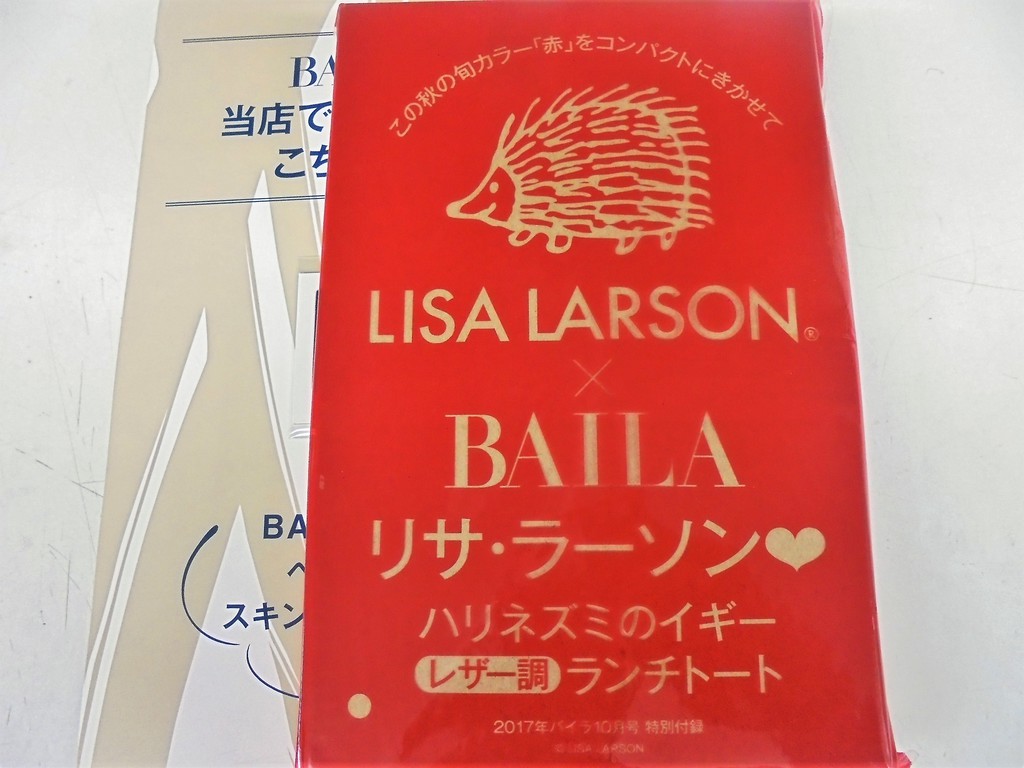 この秋の旬カラー「赤」をコンパクトにきかせて
LISA LARSON®
×
BAILA
リサ・ラーソン♥
ハリネズミのイギー
レザー調 ランチトート
2017年バイラ10月号 特別付録
© LISA LARSON
BA
当店で
こち
BA
ヘ
スキン